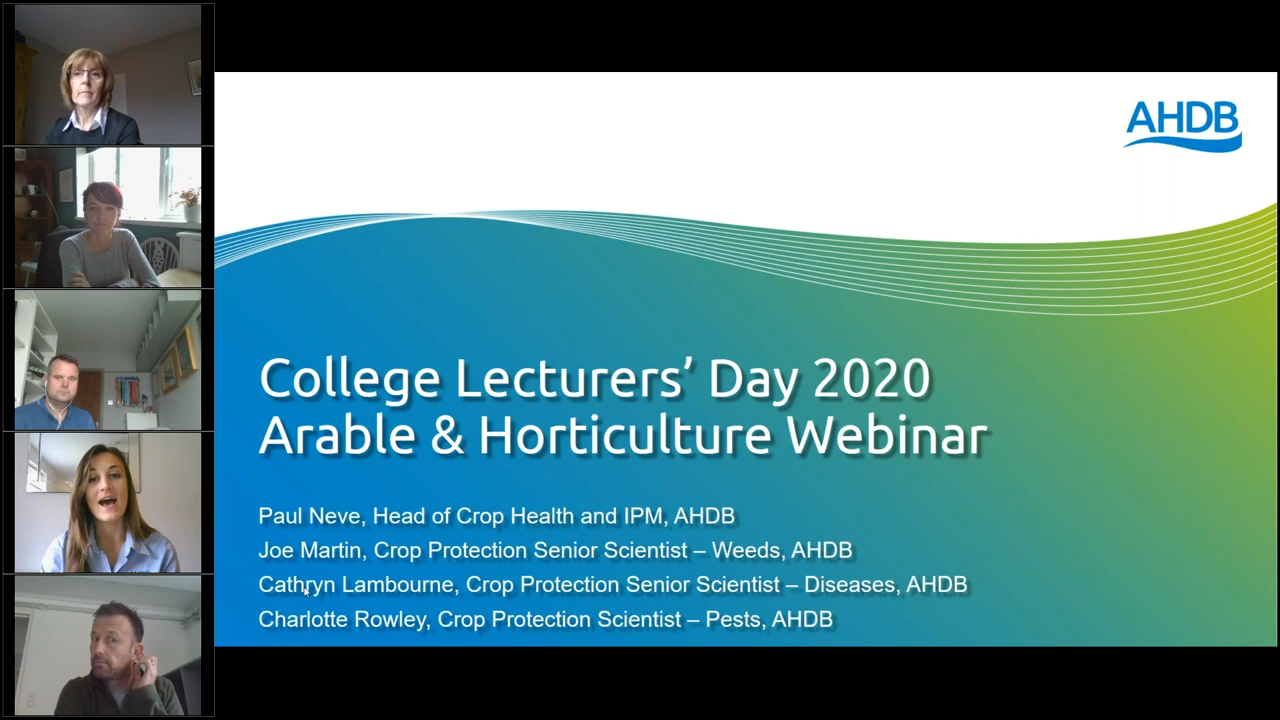 AHDB
College Lecturers’ Day 2020
Arable & Horticulture Webinar
Paul Neve, Head of Crop Health and IPM, AHDB
Joe Martin, Crop Protection Senior Scientist – Weeds, AHDB
Cathryn Lambourne, Crop Protection Senior Scientist – Diseases, AHDB
Charlotte Rowley, Crop Protection Scientist – Pests, AHDB